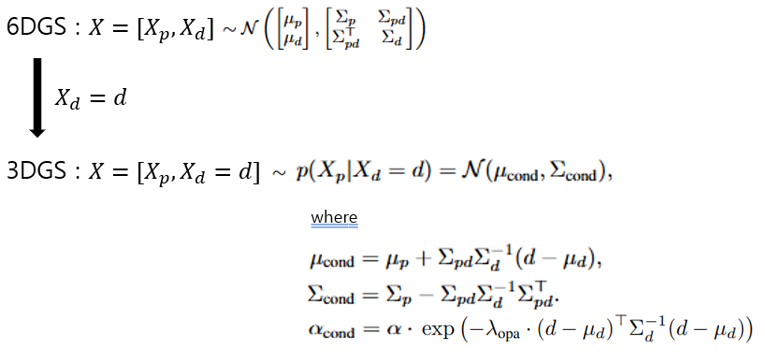 6DGS : X = [X_p, X_d] ~ N([μ_p μ_d], [Σ_p Σ_pd Σ_pd^⊤ Σ_d])
X_d = d
3DGS : X = [X_p, X_d = d] ~ p(X_p|X_d = d) = N(μ_cond, Σ_cond),
where
μ_cond = μ_p + Σ_pd Σ_d^−1 (d − μ_d),
Σ_cond = Σ_p − Σ_pd Σ_d^−1 Σ_pd^⊤.
α_cond = α · exp (−λ_opa · (d − μ_d)^⊤ Σ_d^−1 (d − μ_d))